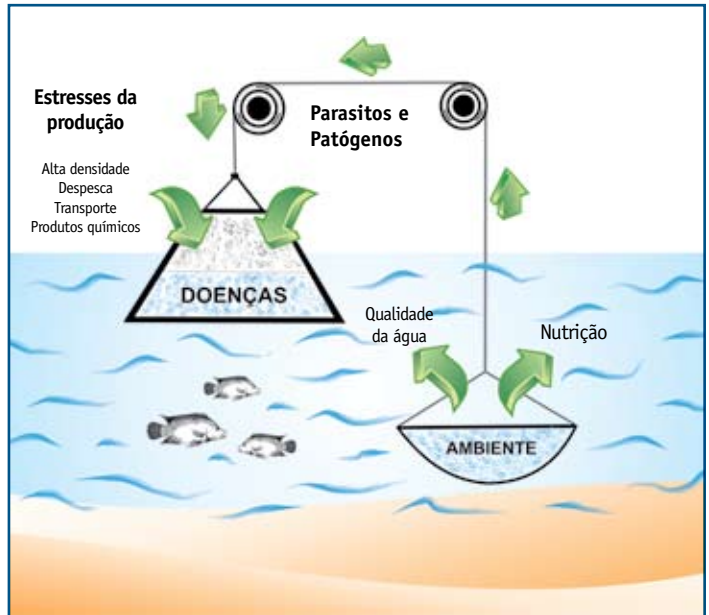 Estresses da
produção
Alta densidade
Despesca
Transporte
Produtos químicos
Parasitos e
Patógenos
DOENÇAS
Qualidade
da água
Nutrição
AMBIENTE